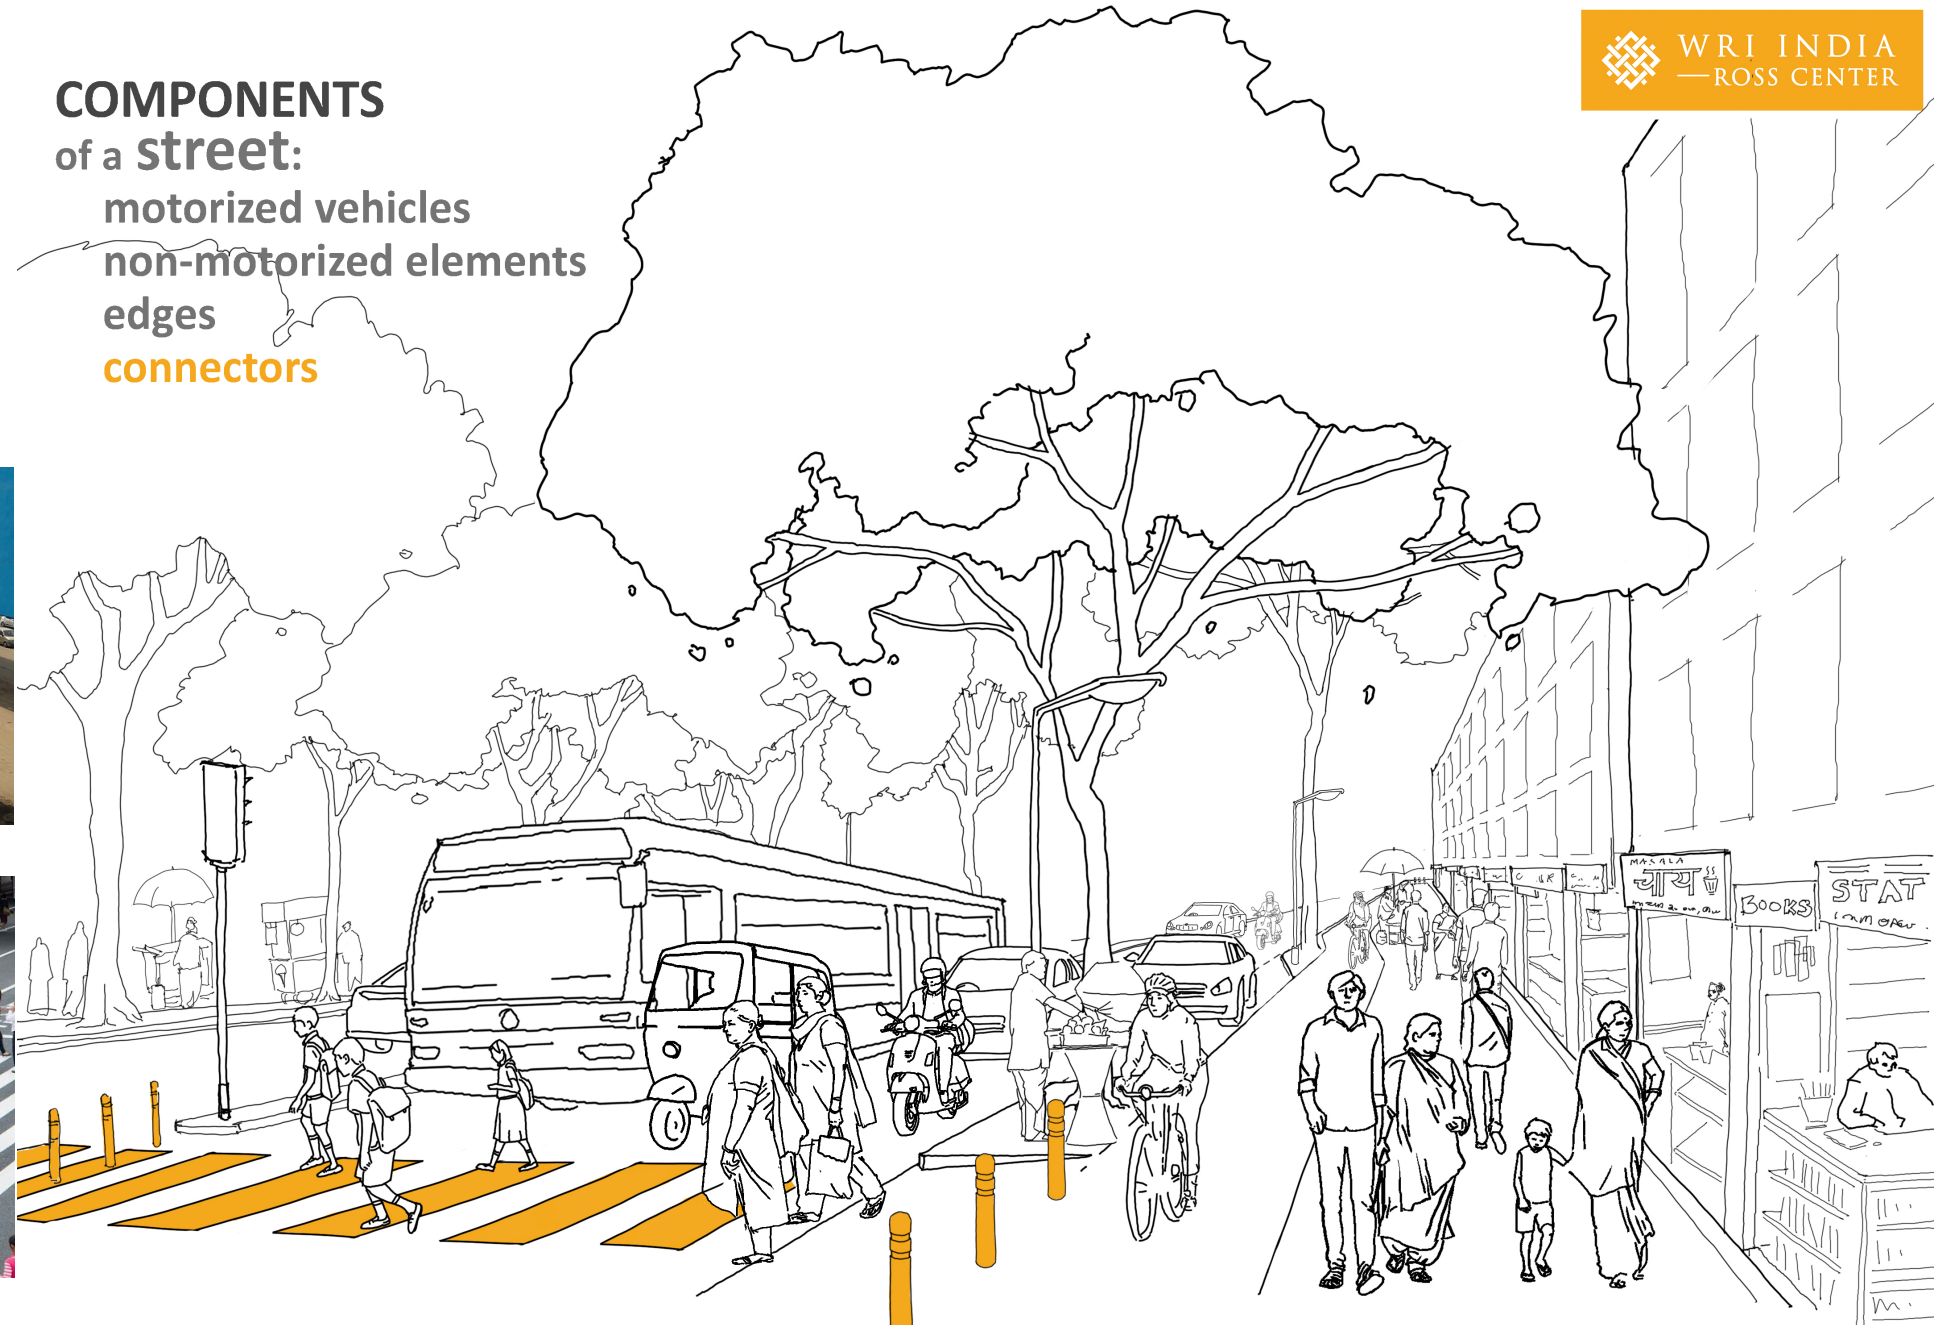 COMPONENTS
of a street:
motorized vehicles
non-motorized elements
edges
connectors
WRI INDIA
ROSS CENTER
MASALA
चाय
BOOKS
STAT